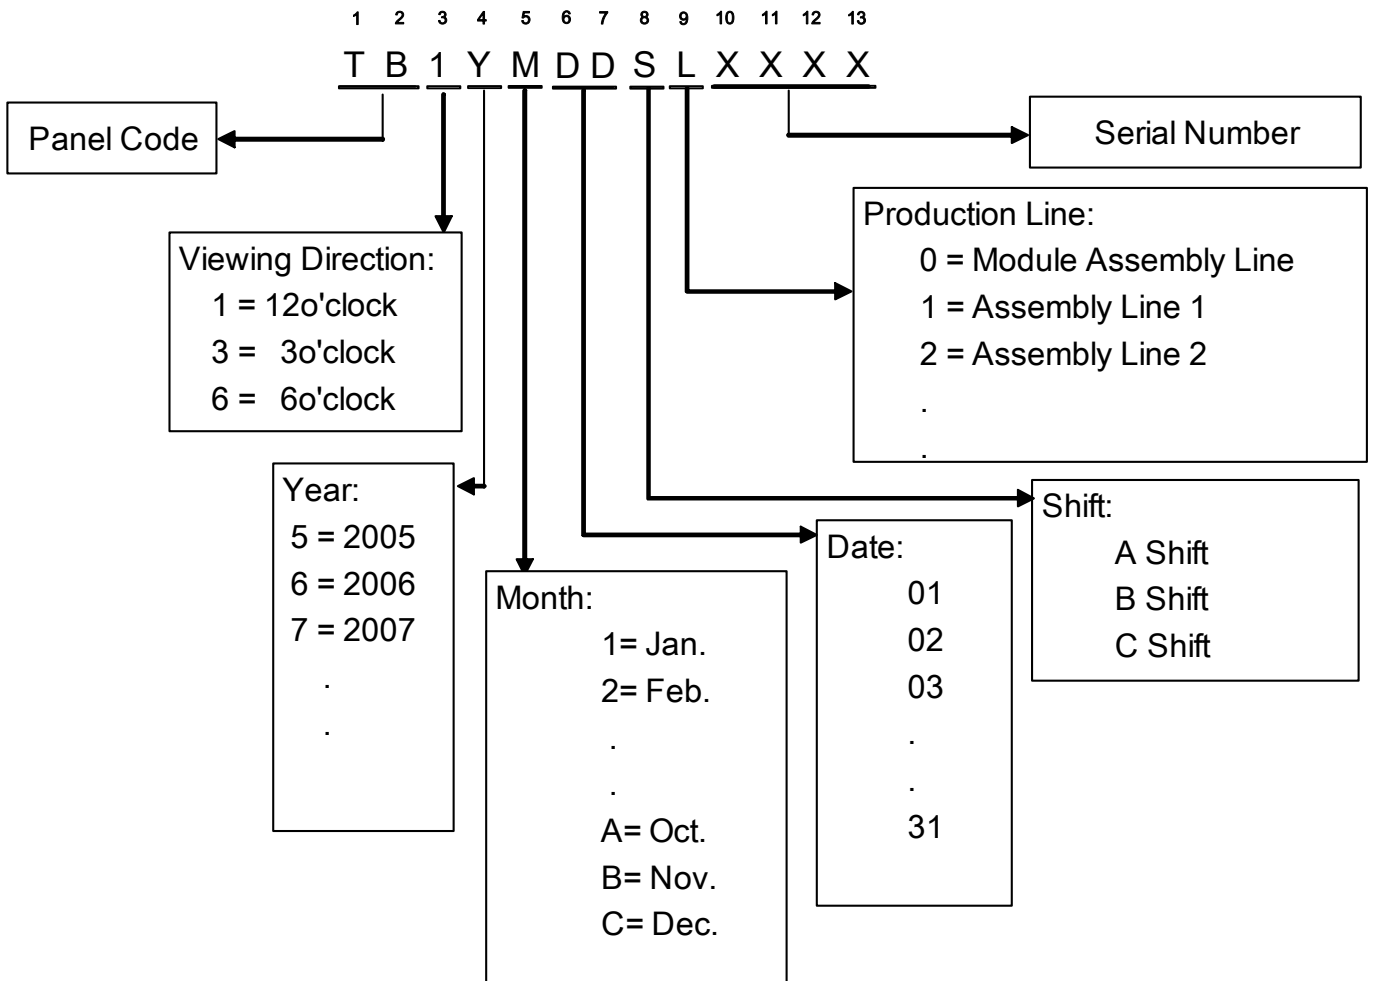 1 2 3 4 5 6 7 8 9 10 11 12 13
T B 1 Y M D D S L X X X X
Panel Code
Serial Number
Viewing Direction:
1 = 12o'clock
3 = 3o'clock
6 = 6o'clock
Production Line:
0 = Module Assembly Line
1 = Assembly Line 1
2 = Assembly Line 2
.
.
Year:
5 = 2005
6 = 2006
7 = 2007
.
.
Month:
1= Jan.
2= Feb.
.
.
A= Oct.
B= Nov.
C= Dec.
Date:
01
02
03
.
.
31
Shift:
A Shift
B Shift
C Shift